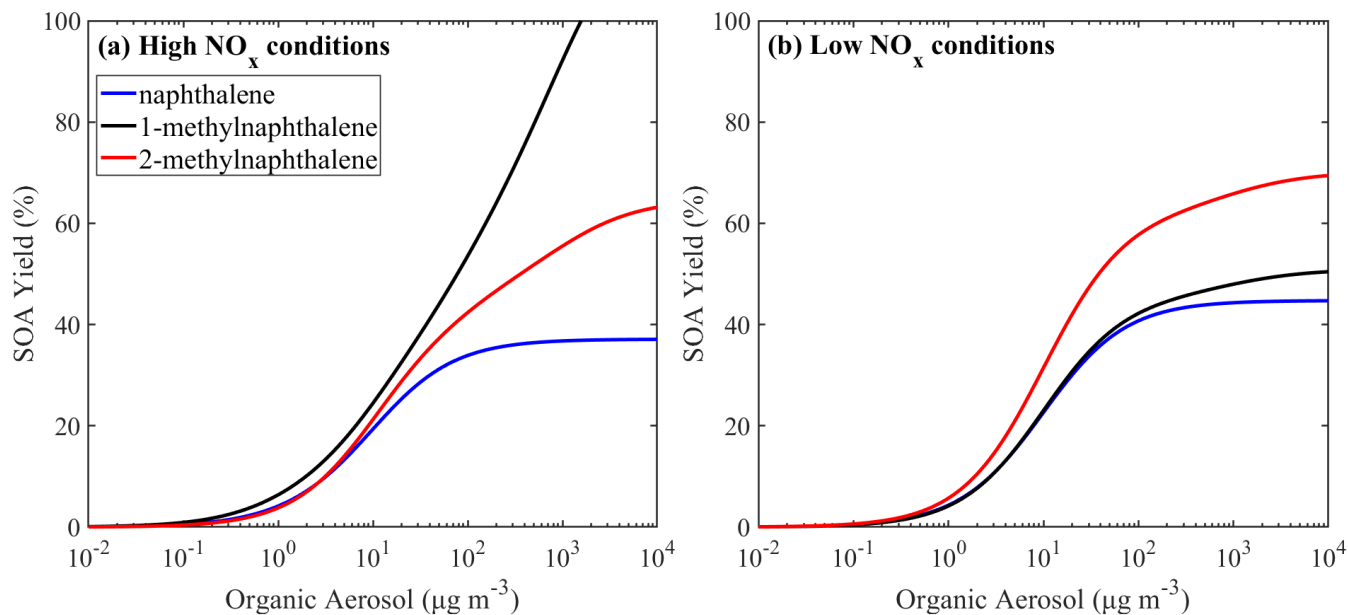 (a) High NOₓ conditions
naphthalene
1-methylnaphthalene
2-methylnaphthalene
100
80
60
40
20
0
SOA Yield (%)
10⁻² 10⁻¹ 10⁰ 10¹ 10² 10³ 10⁴
Organic Aerosol (μg m⁻³)
(b) Low NOₓ conditions
100
80
60
40
20
0
SOA Yield (%)
10⁻² 10⁻¹ 10⁰ 10¹ 10² 10³ 10⁴
Organic Aerosol (μg m⁻³)